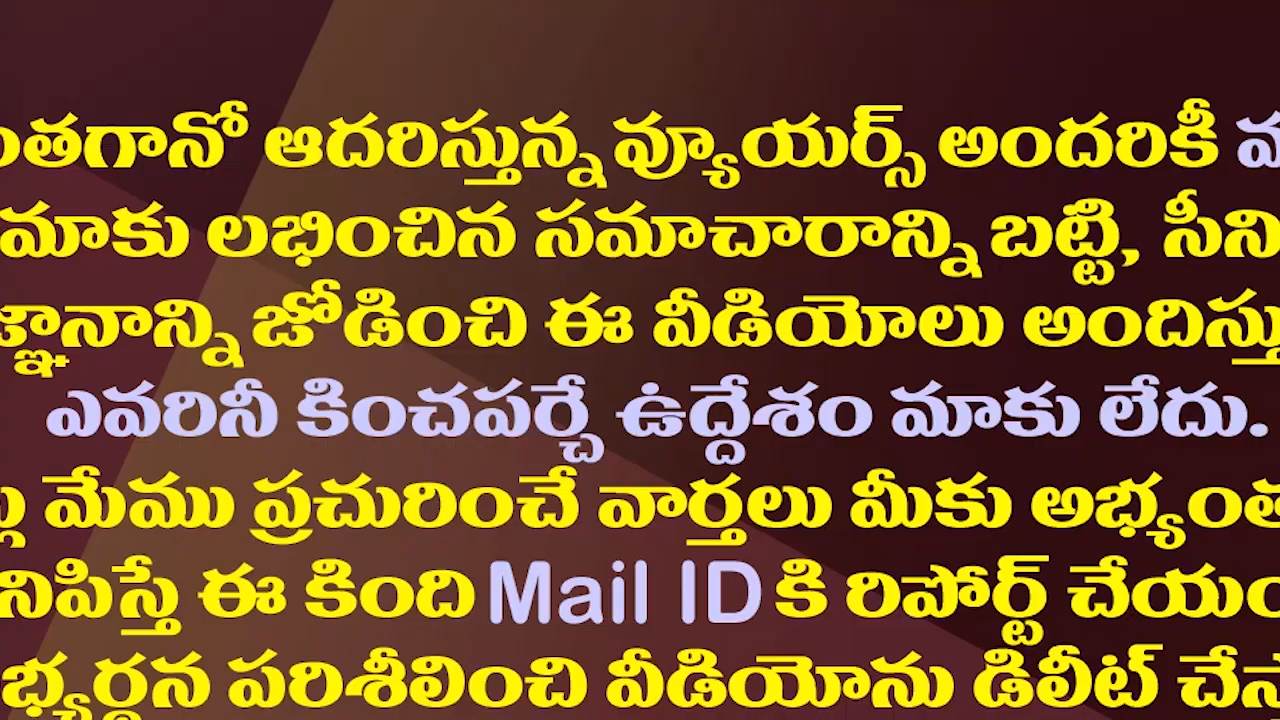 ఆదరిస్తున్న వ్యూయర్స్ అందరికీ
మాకు లభించిన సమాచారాన్ని బట్టి,
జోడించి ఈ వీడియోలు
ఎవరినీ కించపర్చే ఉద్దేశం మాకు లేదు.
మేము ప్రచురించే వార్తలు మీకు
ఈ కింది Mail ID కి రిపోర్ట్
పరిశీలించి వీడియోను డిలీట్